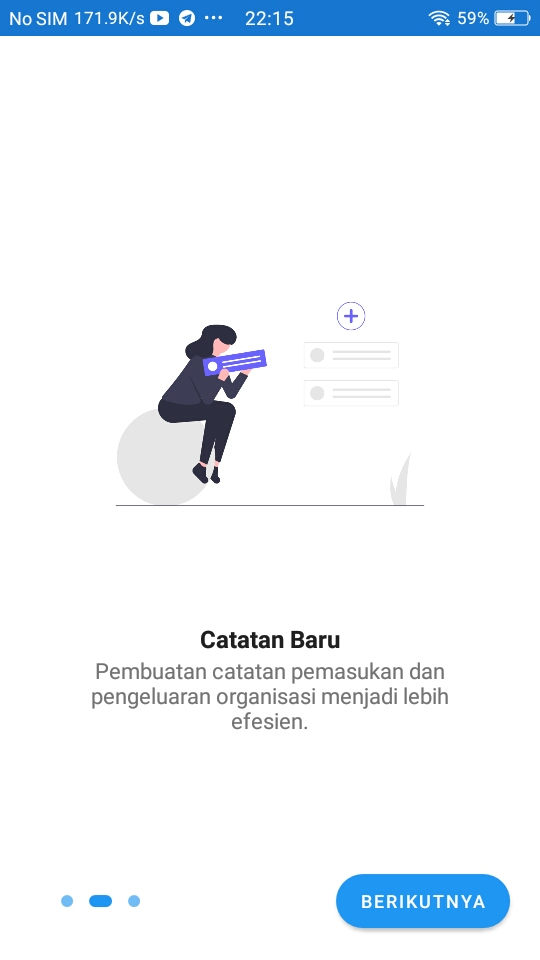 No SIM 171.9K/s ... 22:15 59%
Catatan Baru
Pembuatan catatan pemasukan dan
pengeluaran organisasi menjadi lebih
efesien.
BERIKUTNYA